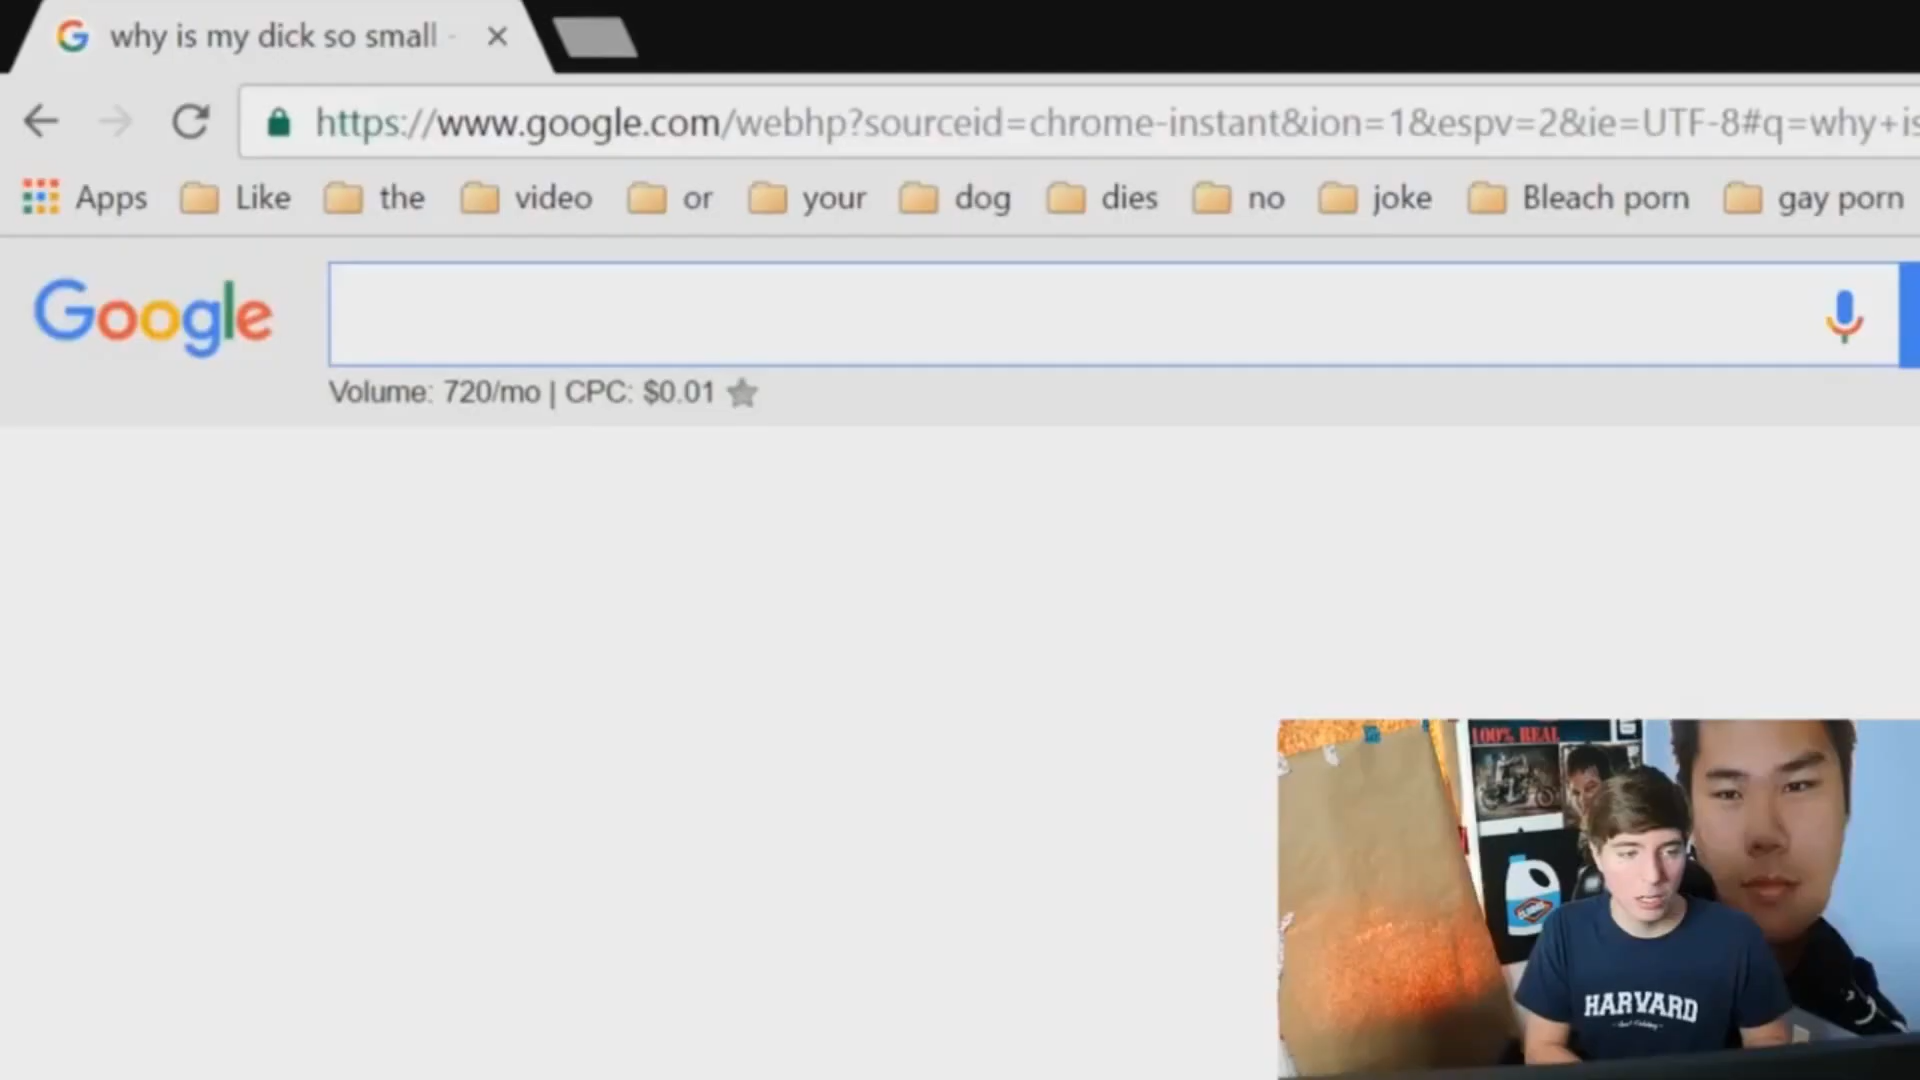 why is my dick so small -
https://www.google.com/webhp?sourceid=chrome-instant&ion=1&espv=2&ie=UTF-8#q=why+is
Apps Like the video or your dog dies no joke Bleach porn gay porn
Google
Volume: 720/mo | CPC: $0.01
100% REAL
CLOROX
HARVARD